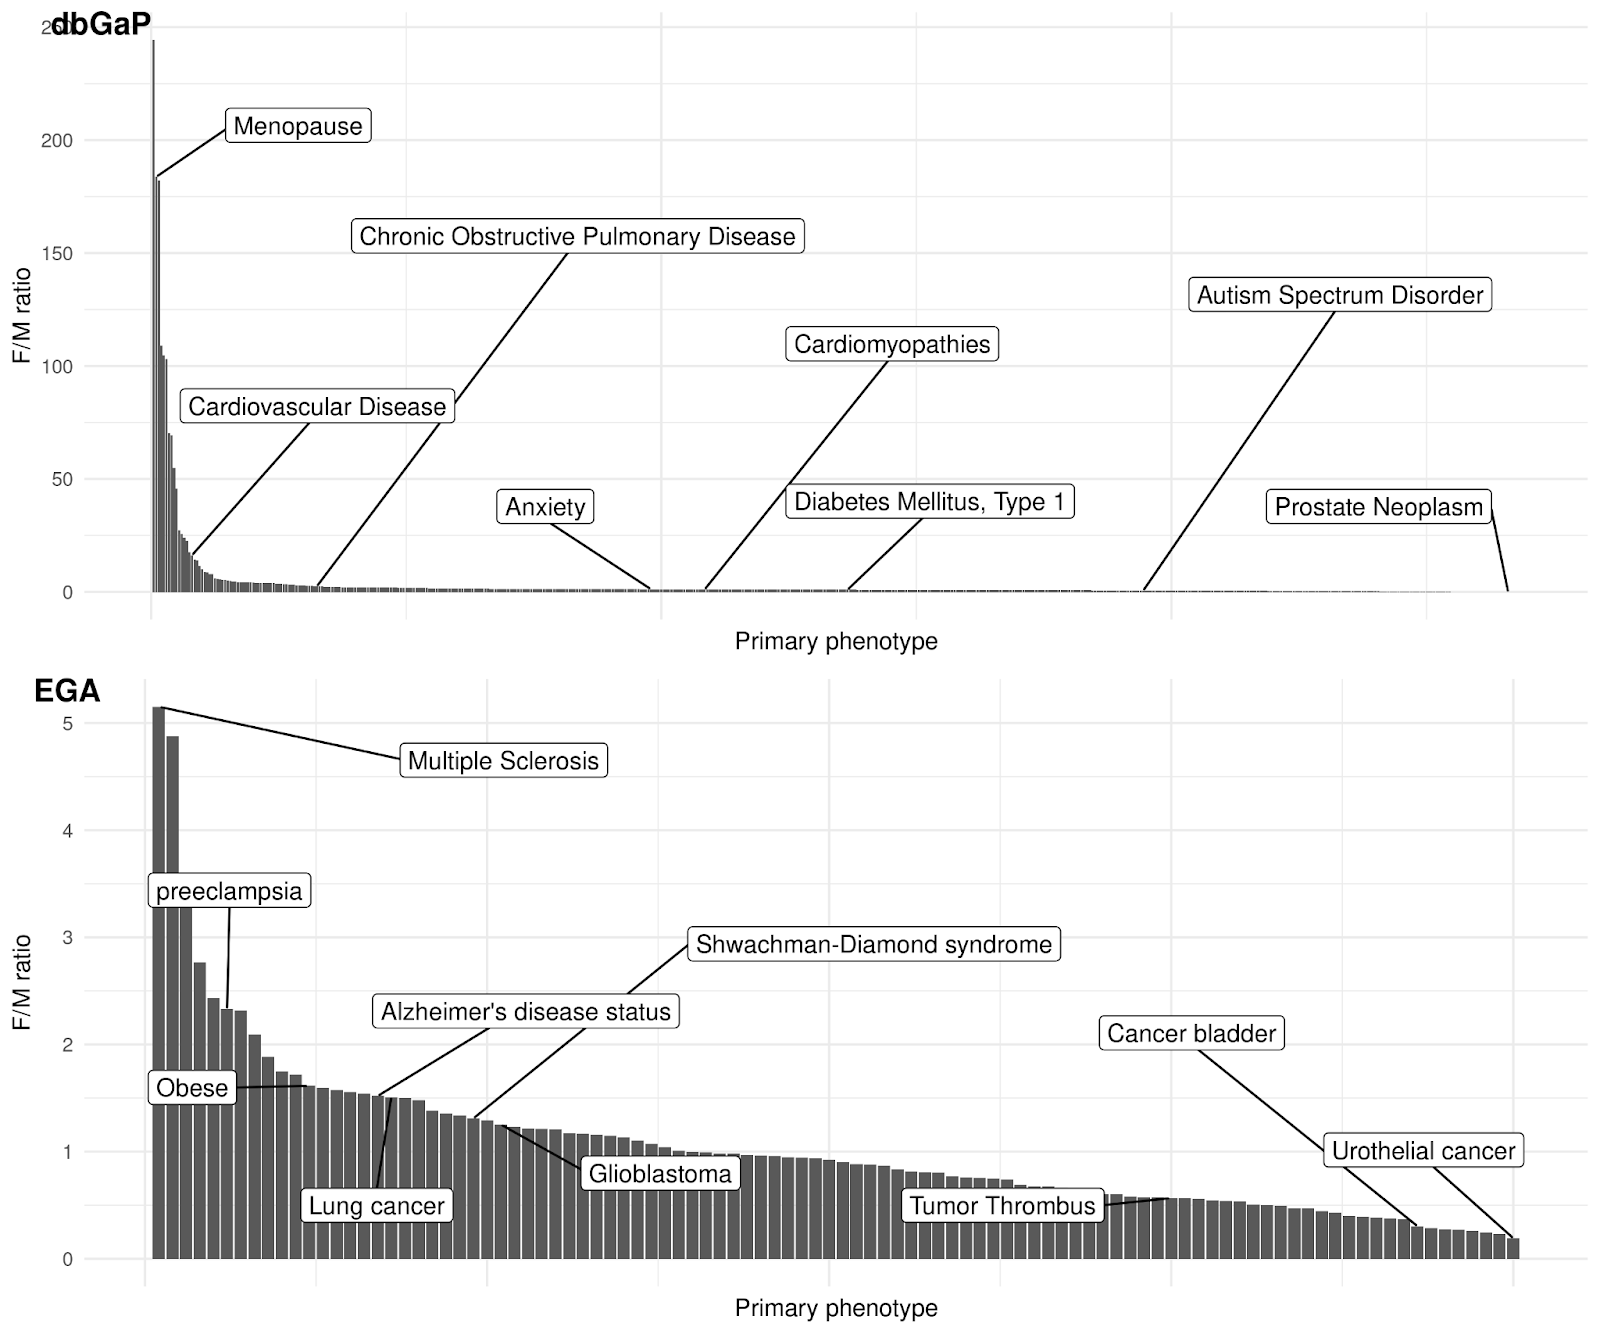 dbGaP
250
Menopause
200
Chronic Obstructive Pulmonary Disease
150
Autism Spectrum Disorder
Cardiomyopathies
100
Cardiovascular Disease
50
Anxiety
Diabetes Mellitus, Type 1
Prostate Neoplasm
0
F/M ratio
Primary phenotype
EGA
5
Multiple Sclerosis
4
preeclampsia
3
Shwachman-Diamond syndrome
Alzheimer's disease status
2
Cancer bladder
Obese
1
Urothelial cancer
Glioblastoma
Lung cancer
Tumor Thrombus
0
F/M ratio
Primary phenotype